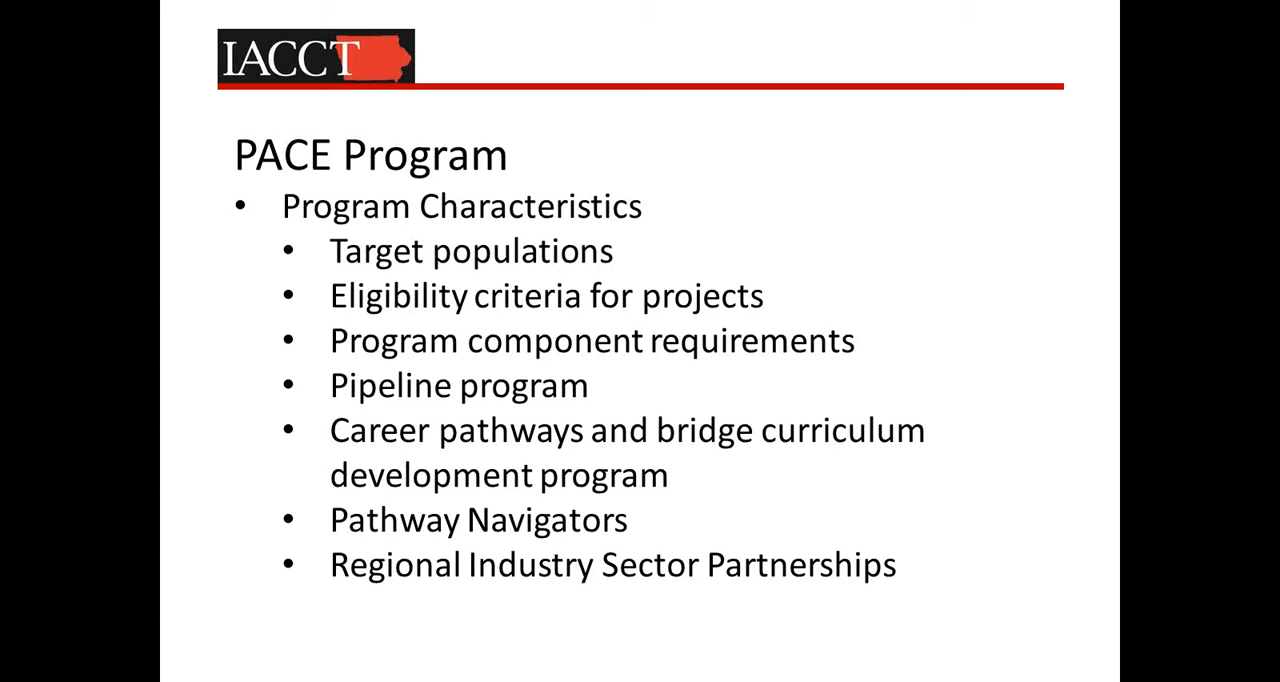 IACCT
PACE Program
• Program Characteristics
• Target populations
• Eligibility criteria for projects
• Program component requirements
• Pipeline program
• Career pathways and bridge curriculum
development program
• Pathway Navigators
• Regional Industry Sector Partnerships